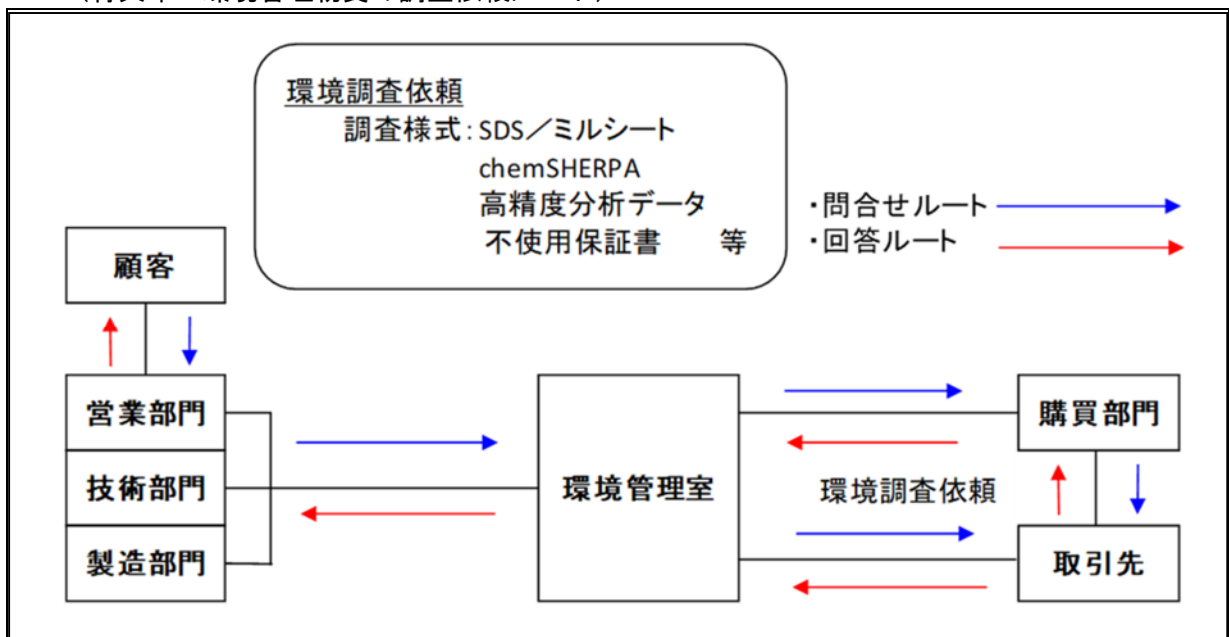 環境調査依頼
調査様式：SDS／ミルシート
chemSHERPA
高精度分析データ
不使用保証書　　等
・問合せルート
・回答ルート
顧客
営業部門
技術部門
製造部門
環境管理室
購買部門
環境調査依頼
取引先